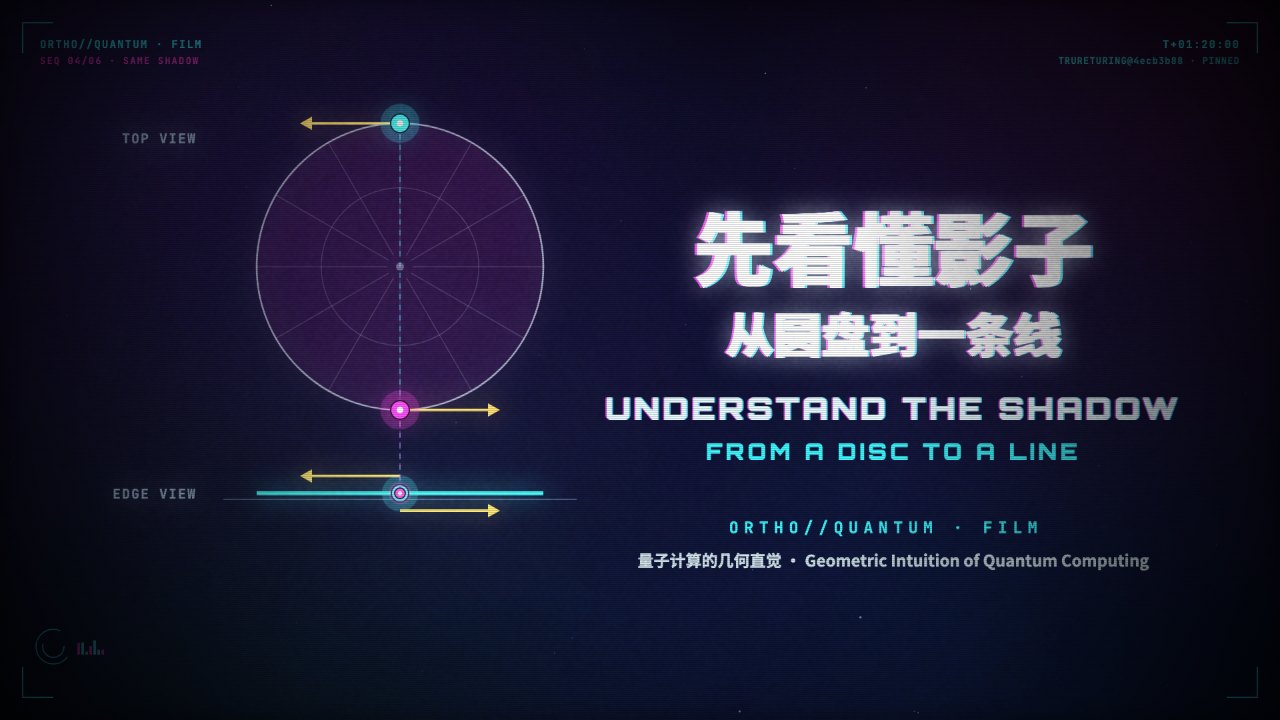 ORTHO//QUANTUM · FILM
SEQ 04/06 · SAME SHADOW
T+01:20:00
TRURETURING@4ecb3b88 · PINNED
TOP VIEW
先看懂影子
从圆盘到一条线
UNDERSTAND THE SHADOW
FROM A DISC TO A LINE
EDGE VIEW
ORTHO//QUANTUM · FILM
量子计算的几何直觉 · Geometric Intuition of Quantum Computing